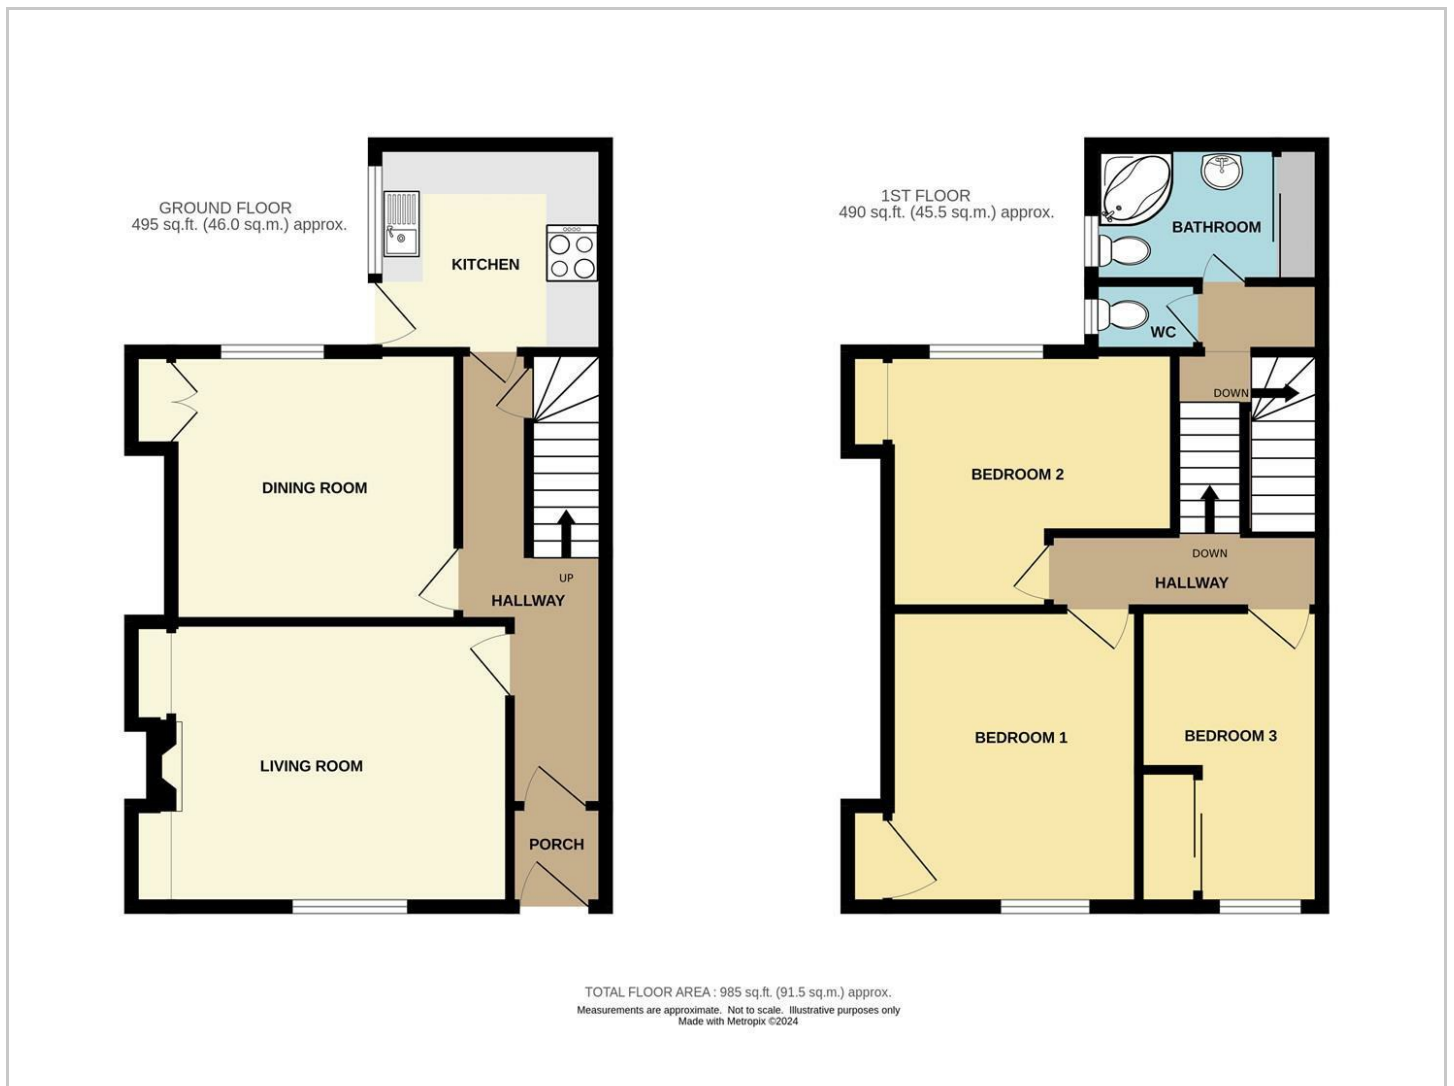 GROUND FLOOR
495 sq.ft. (46.0 sq.m.) approx.
KITCHEN
DINING ROOM
UP
HALLWAY
LIVING ROOM
PORCH
1ST FLOOR
490 sq.ft. (45.5 sq.m.) approx.
BATHROOM
WC
DOWN
BEDROOM 2
DOWN
HALLWAY
BEDROOM 1
BEDROOM 3
TOTAL FLOOR AREA : 985 sq.ft. (91.5 sq.m.) approx.
Measurements are approximate. Not to scale. Illustrative purposes only
Made with Metropix ©2024